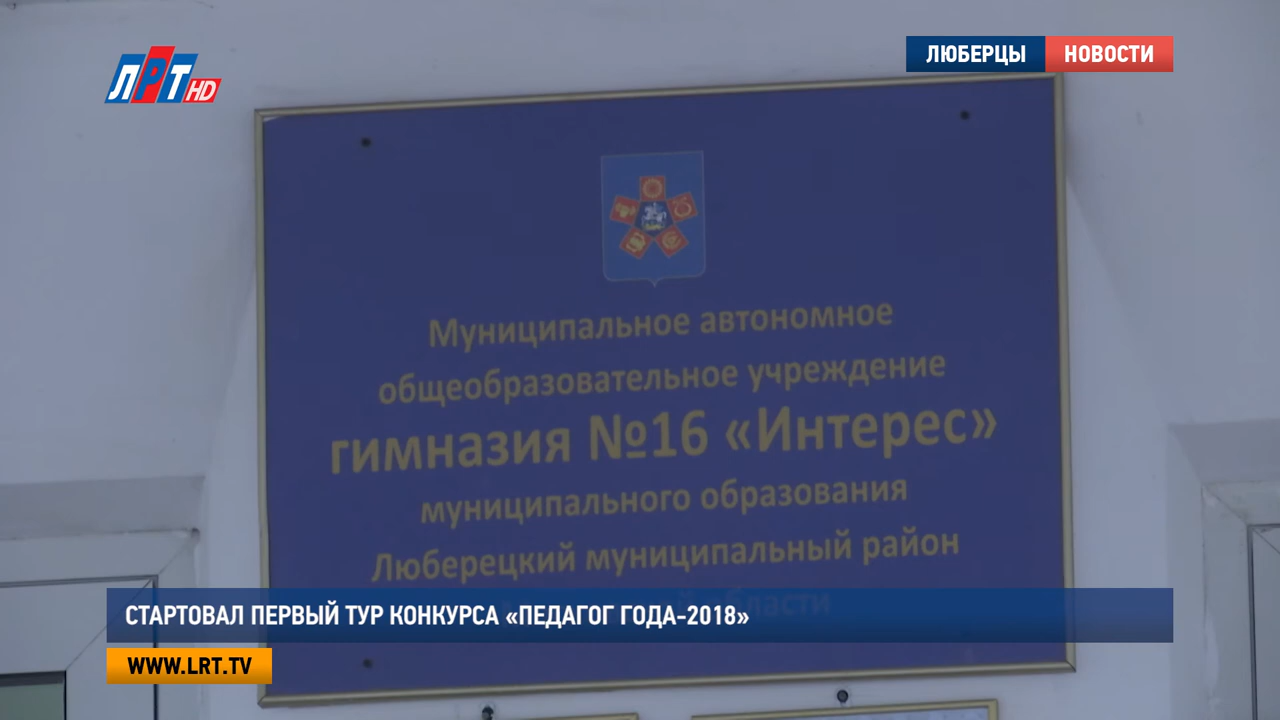 ЛРТ HD
ЛЮБЕРЦЫ НОВОСТИ
Муниципальное автономное
общеобразовательное учреждение
гимназия №16 «Интерес»
муниципального образования
Люберецкий муниципальный район
области
СТАРТОВАЛ ПЕРВЫЙ ТУР КОНКУРСА «ПЕДАГОГ ГОДА-2018»
WWW.LRT.TV